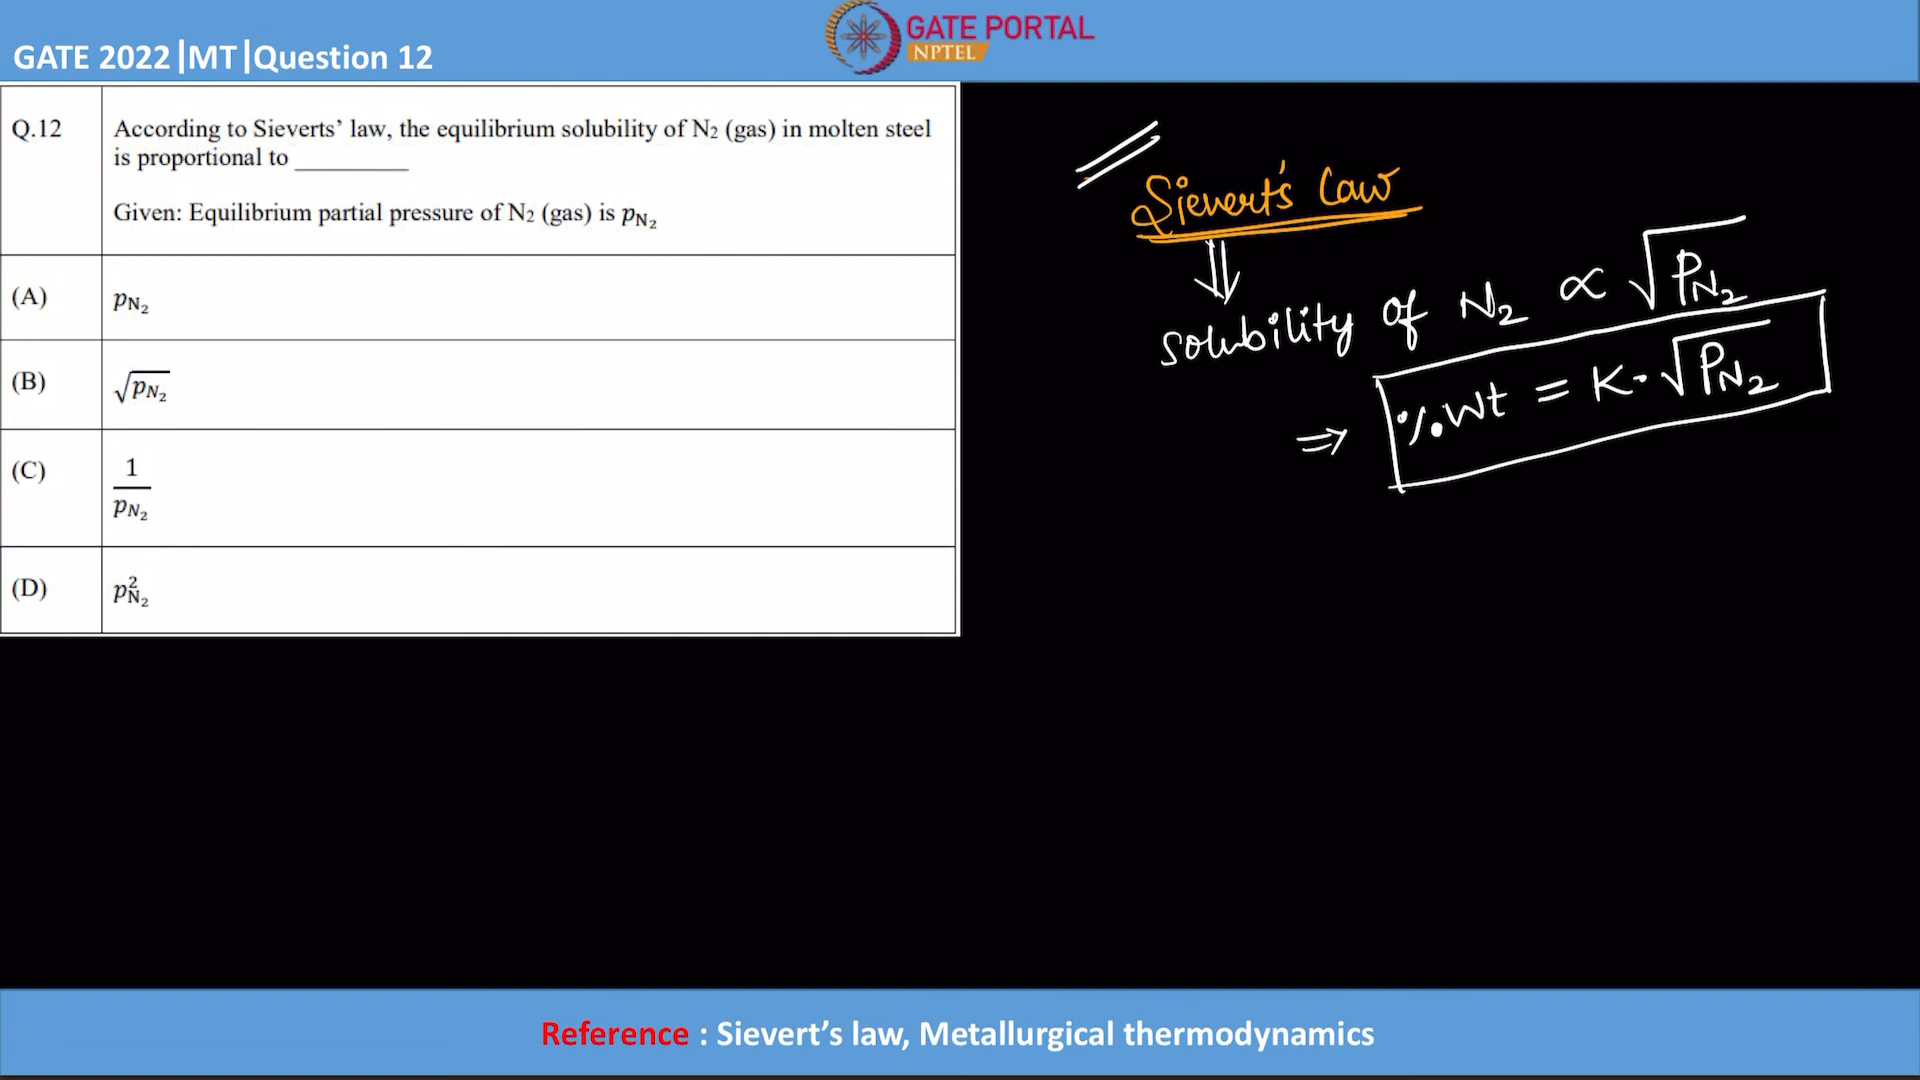 GATE PORTAL
NPTEL
GATE 2022|MT|Question 12
Q.12 According to Sieverts’ law, the equilibrium solubility of N₂ (gas) in molten steel
is proportional to ________
Given: Equilibrium partial pressure of N₂ (gas) is p_N₂
(A) p_N₂
(B) √p_N₂
(C) 1/p_N₂
(D) p²_N₂
Sievert's Law
⇓
solubility of N₂ ∝ √P_N₂
⇒ %wt = K·√P_N₂
Reference : Sievert’s law, Metallurgical thermodynamics